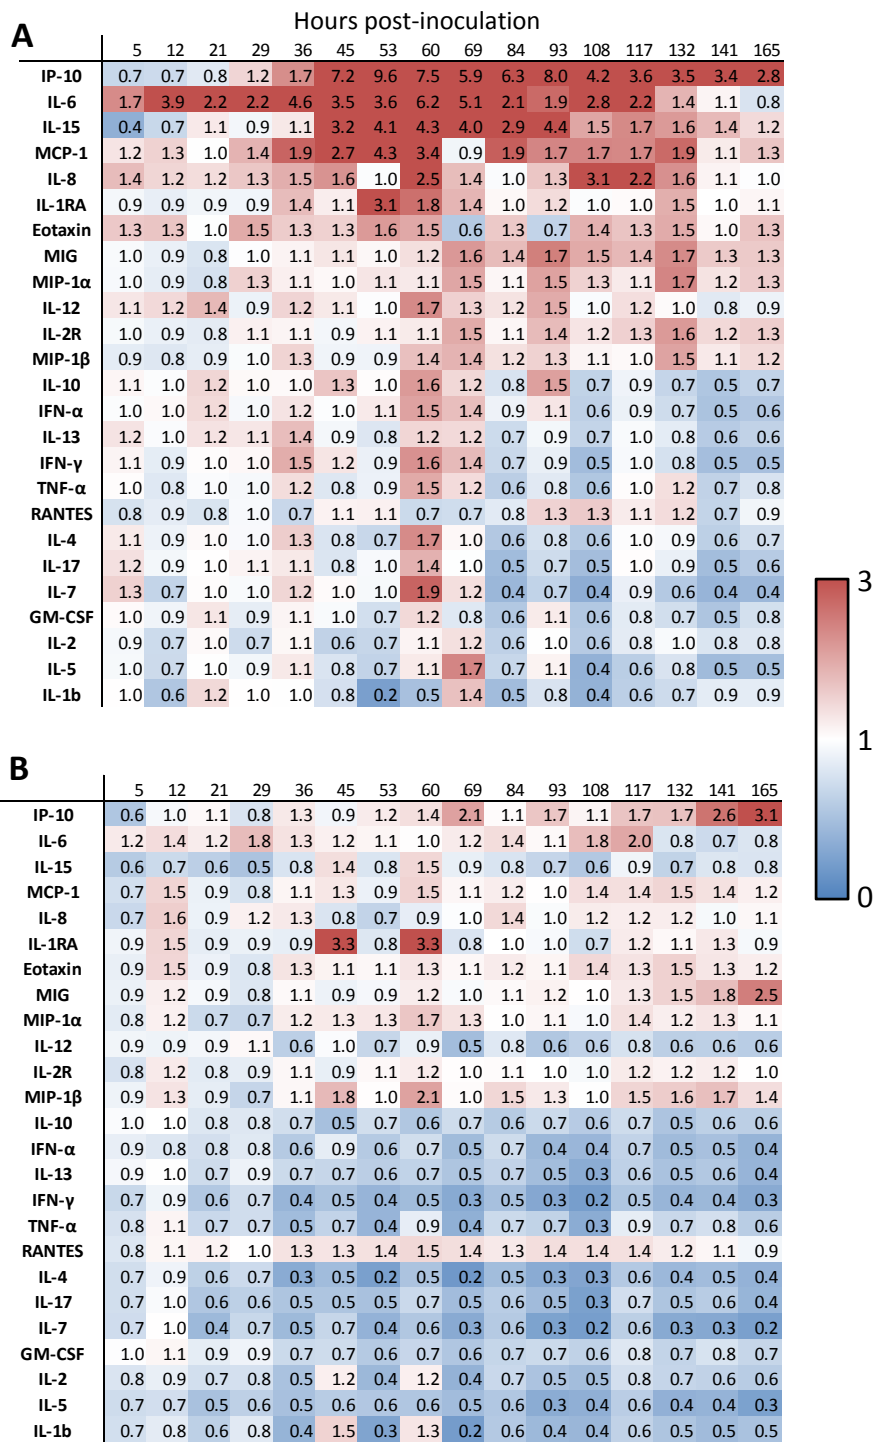 Hours post-inoculation
A
5 12 21 29 36 45 53 60 69 84 93 108 117 132 141 165
IP-10 0.7 0.7 0.8 1.2 1.7 7.2 9.6 7.5 5.9 6.3 8.0 4.2 3.6 3.5 3.4 2.8
IL-6 1.7 3.9 2.2 2.2 4.6 3.5 3.6 6.2 5.1 2.1 1.9 2.8 2.2 1.4 1.1 0.8
IL-15 0.4 0.7 1.1 0.9 1.1 3.2 4.1 4.3 4.0 2.9 4.4 1.5 1.7 1.6 1.4 1.2
MCP-1 1.2 1.3 1.0 1.4 1.9 2.7 4.3 3.4 0.9 1.9 1.7 1.7 1.7 1.9 1.1 1.3
IL-8 1.4 1.2 1.2 1.3 1.5 1.6 1.0 2.5 1.4 1.0 1.3 3.1 2.2 1.6 1.1 1.0
IL-1RA 0.9 0.9 0.9 0.9 1.4 1.1 3.1 1.8 1.4 1.0 1.2 1.0 1.0 1.5 1.0 1.1
Eotaxin 1.3 1.3 1.0 1.5 1.3 1.3 1.6 1.5 0.6 1.3 0.7 1.4 1.3 1.5 1.0 1.3
MIG 1.0 0.9 0.8 1.0 1.1 1.1 1.0 1.2 1.6 1.4 1.7 1.5 1.4 1.7 1.3 1.3
MIP-1α 1.0 0.9 0.8 1.3 1.1 1.0 1.1 1.1 1.5 1.1 1.5 1.3 1.1 1.7 1.2 1.3
IL-12 1.1 1.2 1.4 0.9 1.2 1.1 1.0 1.7 1.3 1.2 1.5 1.0 1.2 1.0 0.8 0.9
IL-2R 1.0 0.9 0.8 1.1 1.1 0.9 1.1 1.1 1.5 1.1 1.4 1.2 1.3 1.6 1.2 1.3
MIP-1β 0.9 0.8 0.9 1.0 1.3 0.9 0.9 1.4 1.4 1.2 1.3 1.1 1.0 1.5 1.1 1.2
IL-10 1.1 1.0 1.2 1.0 1.0 1.3 1.0 1.6 1.2 0.8 1.5 0.7 0.9 0.7 0.5 0.7
IFN-α 1.0 1.0 1.2 1.0 1.2 1.0 1.1 1.5 1.4 0.9 1.1 0.6 0.9 0.7 0.5 0.6
IL-13 1.2 1.0 1.2 1.1 1.4 0.9 0.8 1.2 1.2 0.7 0.9 0.7 1.0 0.8 0.6 0.6
IFN-γ 1.1 0.9 1.0 1.0 1.5 1.2 0.9 1.6 1.4 0.7 0.9 0.5 1.0 0.8 0.5 0.5
TNF-α 1.0 0.8 1.0 1.0 1.2 0.8 0.9 1.5 1.2 0.6 0.8 0.6 1.0 1.2 0.7 0.8
RANTES 0.8 0.9 0.8 1.0 0.7 1.1 1.1 0.7 0.7 0.8 1.3 1.3 1.1 1.2 0.7 0.9
IL-4 1.1 0.9 1.0 1.0 1.3 0.8 0.7 1.7 1.0 0.6 0.8 0.6 1.0 0.9 0.6 0.7
IL-17 1.2 0.9 1.0 1.1 1.1 0.8 1.0 1.4 1.0 0.5 0.7 0.5 1.0 0.9 0.5 0.6
IL-7 1.3 0.7 1.0 1.0 1.2 1.0 1.0 1.9 1.2 0.4 0.7 0.4 0.9 0.6 0.4 0.4
GM-CSF 1.0 0.9 1.1 0.9 1.1 1.0 0.7 1.2 0.8 0.6 1.1 0.6 0.8 0.7 0.5 0.8
IL-2 0.9 0.7 1.0 0.7 1.1 0.6 0.7 1.1 1.2 0.6 1.0 0.6 0.8 1.0 0.8 0.8
IL-5 1.0 0.7 1.0 0.9 1.1 0.8 0.7 1.1 1.7 0.7 1.1 0.4 0.6 0.8 0.5 0.5
IL-1b 1.0 0.6 1.2 1.0 1.0 0.8 0.2 0.5 1.4 0.5 0.8 0.4 0.6 0.7 0.9 0.9
3
1
0
B
5 12 21 29 36 45 53 60 69 84 93 108 117 132 141 165
IP-10 0.6 1.0 1.1 0.8 1.3 0.9 1.2 1.4 2.1 1.1 1.7 1.1 1.7 1.7 2.6 3.1
IL-6 1.2 1.4 1.2 1.8 1.3 1.2 1.1 1.0 1.2 1.4 1.1 1.8 2.0 0.8 0.7 0.8
IL-15 0.6 0.7 0.6 0.5 0.8 1.4 0.8 1.5 0.9 0.8 0.7 0.6 0.9 0.7 0.8 0.8
MCP-1 0.7 1.5 0.9 0.8 1.1 1.3 0.9 1.5 1.1 1.2 1.0 1.4 1.4 1.5 1.4 1.2
IL-8 0.7 1.6 0.9 1.2 1.3 0.8 0.7 0.9 1.0 1.4 1.0 1.2 1.2 1.2 1.0 1.1
IL-1RA 0.9 1.5 0.9 0.9 0.9 3.3 0.8 3.3 0.8 1.0 1.0 0.7 1.2 1.1 1.3 0.9
Eotaxin 0.9 1.5 0.9 0.8 1.3 1.1 1.1 1.3 1.1 1.2 1.1 1.4 1.3 1.5 1.3 1.2
MIG 0.9 1.2 0.9 0.8 1.1 0.9 0.9 1.2 1.0 1.1 1.2 1.0 1.3 1.5 1.8 2.5
MIP-1α 0.8 1.2 0.7 0.7 1.2 1.3 1.3 1.7 1.3 1.0 1.1 1.0 1.4 1.2 1.3 1.1
IL-12 0.9 0.9 0.9 1.1 0.6 1.0 0.7 0.9 0.5 0.8 0.6 0.6 0.8 0.6 0.6 0.6
IL-2R 0.8 1.2 0.8 0.9 1.1 0.9 1.1 1.2 1.0 1.1 1.0 1.0 1.2 1.2 1.2 1.0
MIP-1β 0.9 1.3 0.9 0.7 1.1 1.8 1.0 2.1 1.0 1.5 1.3 1.0 1.5 1.6 1.7 1.4
IL-10 1.0 1.0 0.8 0.8 0.7 0.5 0.7 0.6 0.7 0.6 0.7 0.6 0.7 0.5 0.6 0.6
IFN-α 0.9 0.8 0.8 0.8 0.6 0.9 0.6 0.7 0.5 0.7 0.4 0.4 0.7 0.5 0.5 0.4
IL-13 0.9 1.0 0.7 0.9 0.7 0.7 0.6 0.7 0.5 0.7 0.5 0.3 0.6 0.5 0.6 0.4
IFN-γ 0.7 0.9 0.6 0.7 0.4 0.5 0.4 0.5 0.3 0.5 0.3 0.2 0.5 0.4 0.4 0.3
TNF-α 0.8 1.1 0.7 0.7 0.5 0.7 0.4 0.9 0.4 0.7 0.7 0.3 0.9 0.7 0.8 0.6
RANTES 0.8 1.1 1.2 1.0 1.3 1.3 1.4 1.5 1.4 1.3 1.4 1.4 1.4 1.2 1.1 0.9
IL-4 0.7 0.9 0.6 0.7 0.3 0.5 0.2 0.5 0.2 0.5 0.3 0.3 0.6 0.4 0.5 0.4
IL-17 0.7 1.0 0.6 0.6 0.5 0.5 0.5 0.7 0.5 0.6 0.5 0.3 0.7 0.5 0.6 0.4
IL-7 0.7 1.0 0.4 0.7 0.5 0.7 0.4 0.6 0.3 0.6 0.3 0.2 0.6 0.3 0.3 0.2
GM-CSF 1.0 1.1 0.9 0.9 0.7 0.7 0.6 0.7 0.6 0.7 0.7 0.6 0.8 0.7 0.8 0.7
IL-2 0.8 0.9 0.7 0.8 0.5 1.2 0.4 1.2 0.4 0.7 0.5 0.5 0.8 0.7 0.6 0.6
IL-5 0.7 0.7 0.5 0.6 0.5 0.6 0.6 0.6 0.5 0.6 0.3 0.4 0.6 0.4 0.4 0.3
IL-1b 0.7 0.8 0.6 0.8 0.4 1.5 0.3 1.3 0.2 0.6 0.4 0.4 0.6 0.5 0.5 0.5